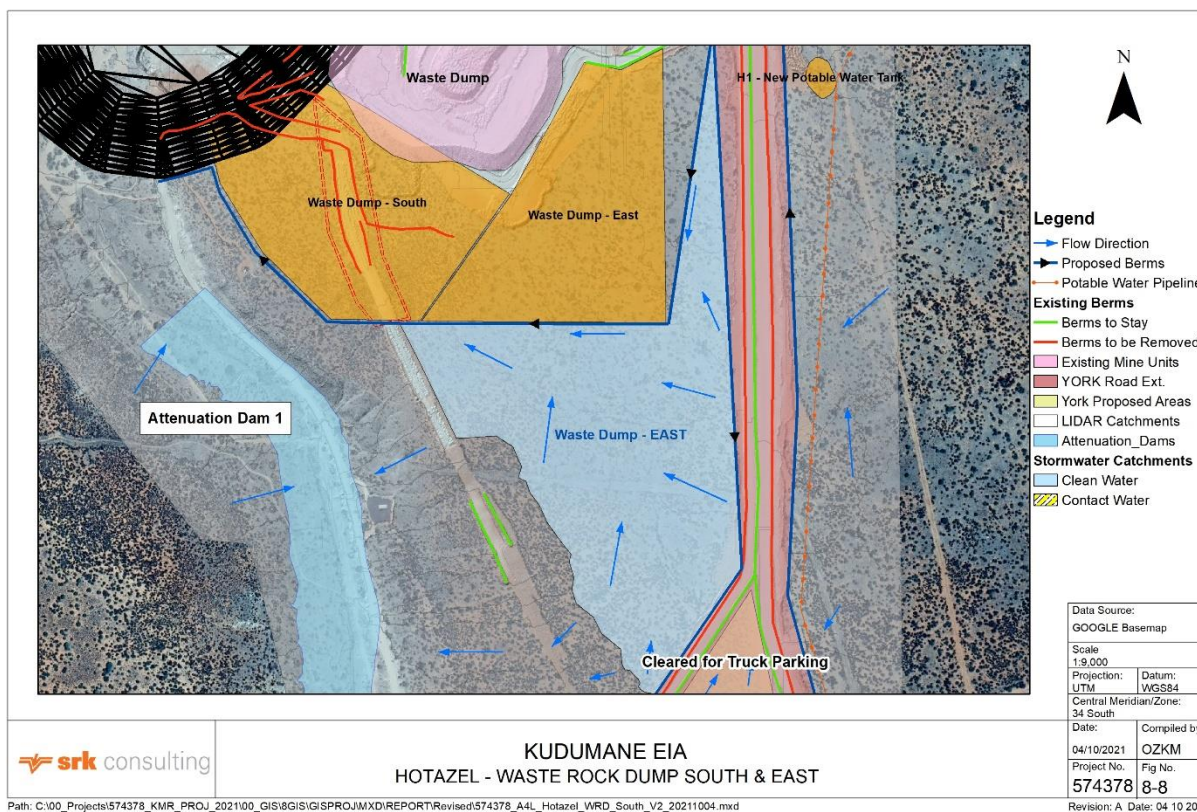 Waste Dump
H1 - New Potable Water Tank
N
Waste Dump - South
Waste Dump - East
Attenuation Dam 1
Waste Dump - EAST
Cleared for Truck Parking
Legend
Flow Direction
Proposed Berms
Potable Water Pipeline
Existing Berms
Berms to Stay
Berms to be Removed
Existing Mine Units
YORK Road Ext.
York Proposed Areas
LIDAR Catchments
Attenuation_Dams
Stormwater Catchments
Clean Water
Contact Water
Data Source:
GOOGLE Basemap
Scale
1:9,000
Projection: Datum:
UTM WGS84
Central Meridian/Zone:
34 South
Date: Compiled by
04/10/2021 OZKM
Project No. Fig No.
574378 8-8
srk consulting
KUDUMANE EIA
HOTAZEL - WASTE ROCK DUMP SOUTH & EAST
Path: C:\00_Projects\574378_KMR_PROJ_2021\00_GIS\8GIS\GISPROJ\MXD\REPORT\Revised\574378_A4L_Hotazel_WRD_South_V2_20211004.mxd
Revision: A Date: 04 10 20